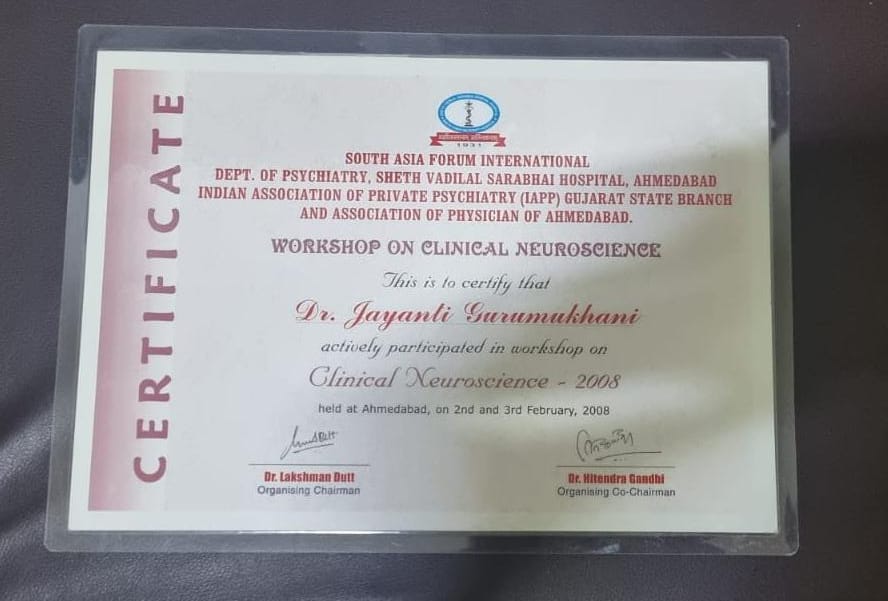 CERTIFICATE
1931
SOUTH ASIA FORUM INTERNATIONAL
DEPT. OF PSYCHIATRY, SHETH VADILAL SARABHAI HOSPITAL, AHMEDABAD
INDIAN ASSOCIATION OF PRIVATE PSYCHIATRY (IAPP) GUJARAT STATE BRANCH
AND ASSOCIATION OF PHYSICIAN OF AHMEDABAD.
WORKSHOP ON CLINICAL NEUROSCIENCE
This is to certify that
Dr. Jayanti Gurumukhani
actively participated in workshop on
Clinical Neuroscience - 2008
held at Ahmedabad, on 2nd and 3rd February, 2008
Dr. Lakshman Dutt
Organising Chairman
Dr. Hitendra Gandhi
Organising Co-Chairman